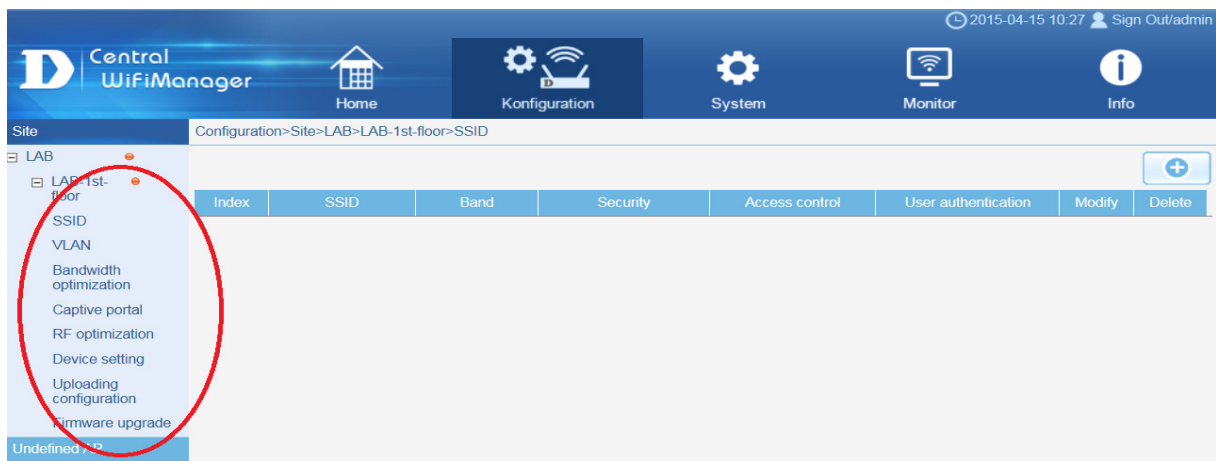 2015-04-15 10:27 Sign Out/admin
D Central
WiFiManager
Home
Konfiguration
System
Monitor
Info
Site
Configuration>Site>LAB>LAB-1st-floor>SSID
LAB
LAB-1st-
floor
Index SSID Band Security Access control User authentication Modify Delete
SSID
VLAN
Bandwidth
optimization
Captive portal
RF optimization
Device setting
Uploading
configuration
Firmware upgrade
Undefined AP